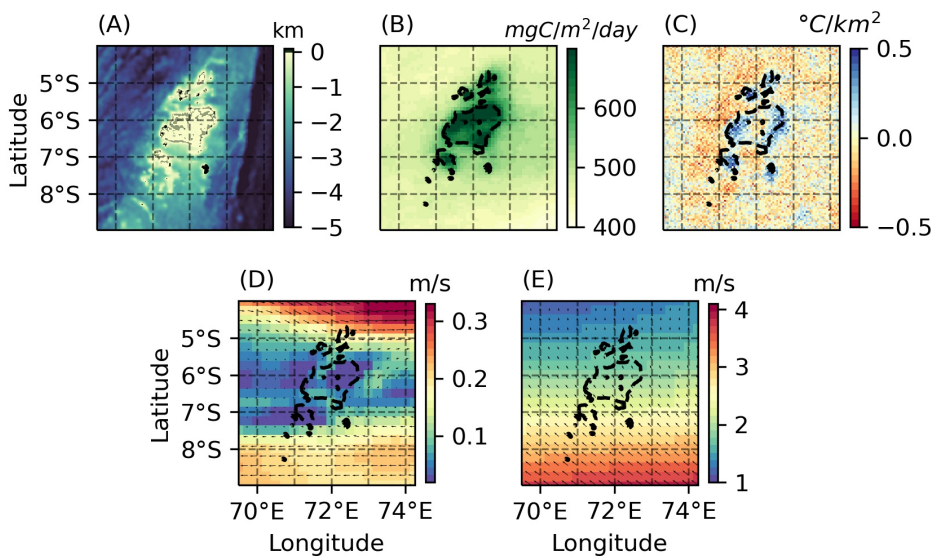 (A) km
0
5°S
−1
6°S
−2
7°S
−3
8°S
−4
−5
Latitude
(B) mgC/m²/day
600
500
400
(C) °C/km²
0.5
0.0
−0.5
(D) m/s
5°S
6°S
7°S
8°S
0.3
0.2
0.1
Latitude
70°E 72°E 74°E
Longitude
(E) m/s
4
3
2
1
70°E 72°E 74°E
Longitude